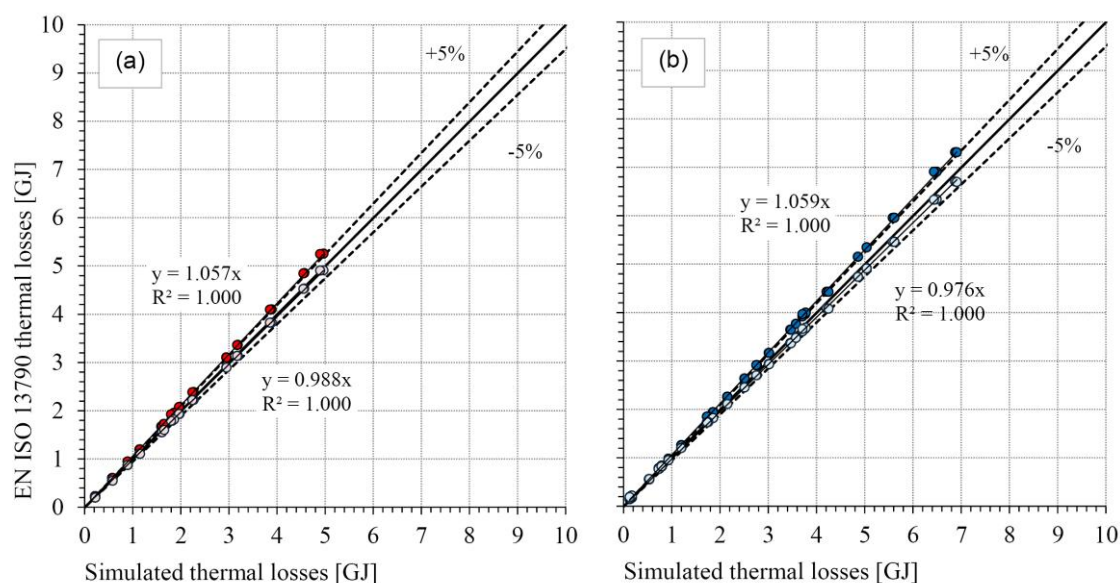 10
9
8
7
6
5
4
3
2
1
0
EN ISO 13790 thermal losses [GJ]
(a)
+5%
-5%
y = 1.057x
R² = 1.000
y = 0.988x
R² = 1.000
0 1 2 3 4 5 6 7 8 9 10
Simulated thermal losses [GJ]
(b)
+5%
-5%
y = 1.059x
R² = 1.000
y = 0.976x
R² = 1.000
0 1 2 3 4 5 6 7 8 9 10
Simulated thermal losses [GJ]